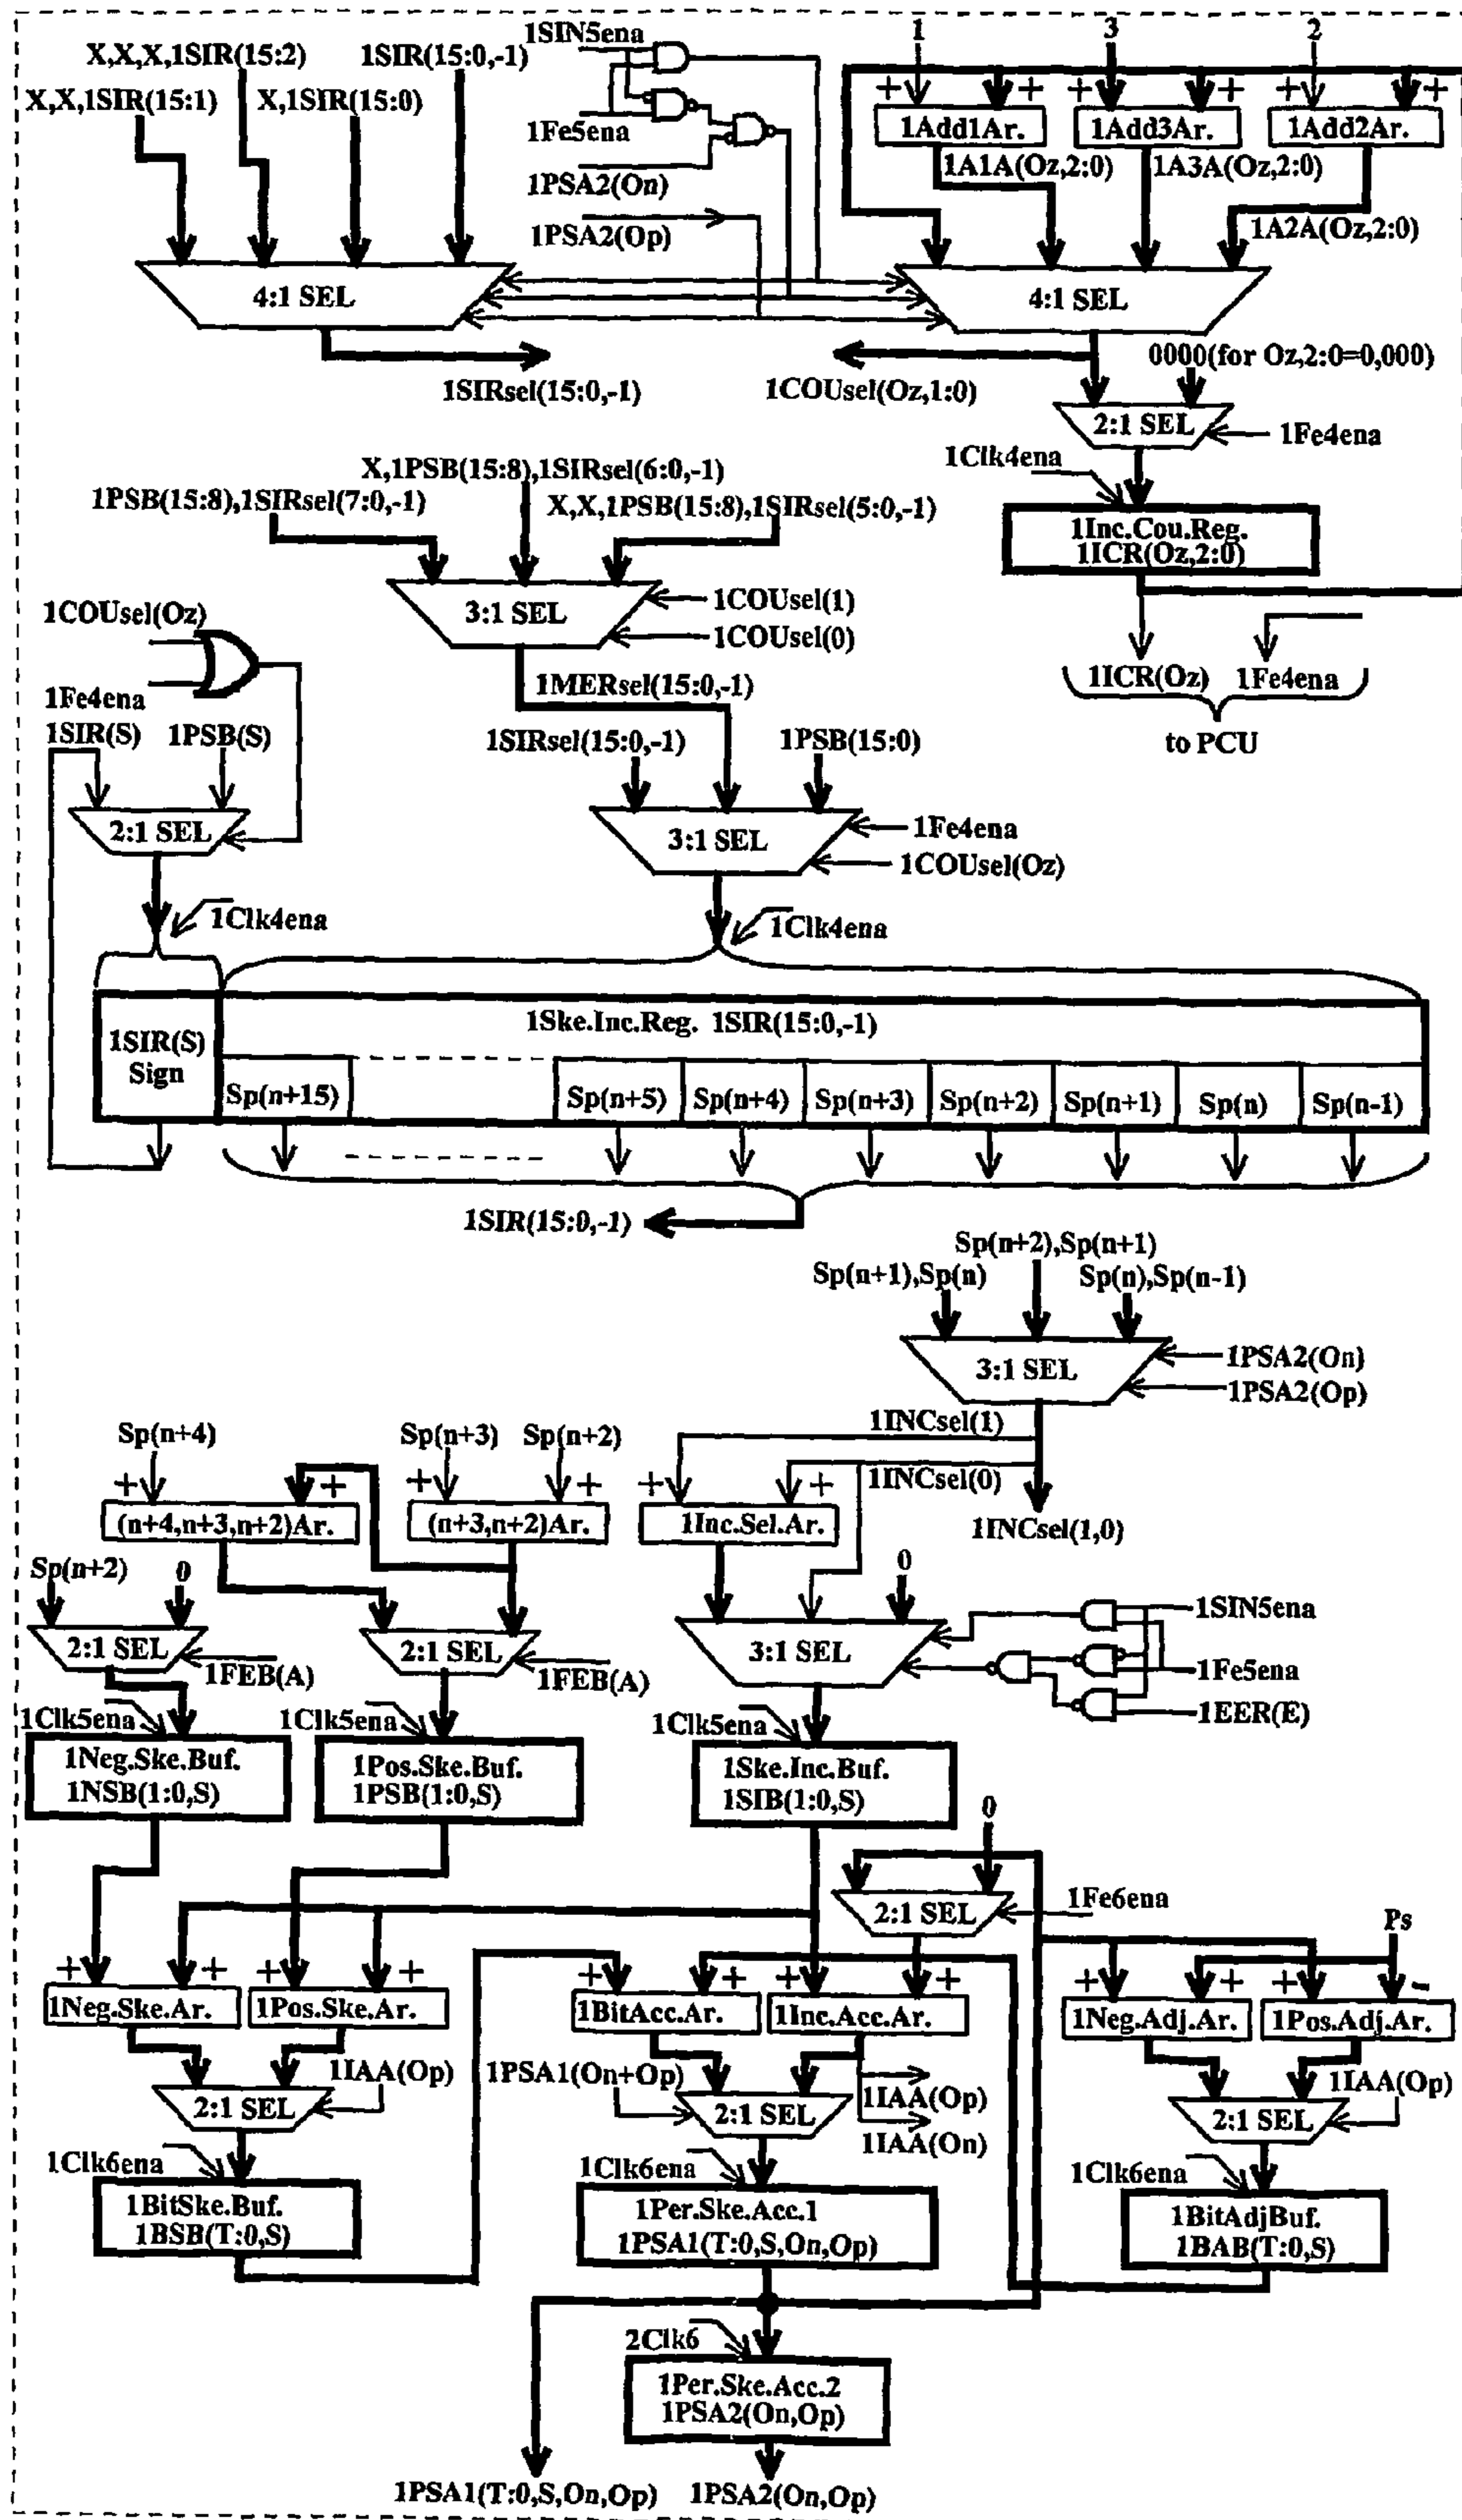 1SIN5ena
1
3
2
X,X,X,1SIR(15:2)
1SIR(15:0,-1)
X,X,1SIR(15:1)
X,1SIR(15:0)
+
+
+
+
+
+
1Fe5ena
1Add1Ar.
1Add3Ar.
1Add2Ar.
1A1A(Oz,2:0)
1A3A(Oz,2:0)
1PSA2(On)
1A2A(Oz,2:0)
1PSA2(Op)
4:1 SEL
4:1 SEL
0000(for Oz,2:0=0,000)
1SIRsel(15:0,-1)
1COUsel(Oz,1:0)
2:1 SEL
1Fe4ena
1Clk4ena
X,1PSB(15:8),1SIRsel(6:0,-1)
1PSB(15:8),1SIRsel(7:0,-1)
X,X,1PSB(15:8),1SIRsel(5:0,-1)
1Inc.Cou.Reg.
1ICR(Oz,2:0)
3:1 SEL
1COUsel(1)
1COUsel(0)
1COUsel(Oz)
1Fe4ena
1MERsel(15:0,-1)
1ICR(Oz)
1Fe4ena
1SIR(S)
1PSB(S)
1SIRsel(15:0,-1)
1PSB(15:0)
to PCU
2:1 SEL
3:1 SEL
1Fe4ena
1COUsel(Oz)
1Clk4ena
1Clk4ena
1SIR(S)
Sign
1Ske.Inc.Reg. 1SIR(15:0,-1)
Sp(n+15)
Sp(n+5)
Sp(n+4)
Sp(n+3)
Sp(n+2)
Sp(n+1)
Sp(n)
Sp(n-1)
1SIR(15:0,-1)
Sp(n+2),Sp(n+1)
Sp(n+1),Sp(n)
Sp(n),Sp(n-1)
3:1 SEL
1PSA2(On)
1PSA2(Op)
1INCsel(1)
Sp(n+4)
Sp(n+3)
Sp(n+2)
1INCsel(0)
+
+
+
+
+
+
(n+4,n+3,n+2)Ar.
(n+3,n+2)Ar.
1Inc.Sel.Ar.
1INCsel(1,0)
Sp(n+2)
0
0
2:1 SEL
2:1 SEL
3:1 SEL
1SIN5ena
1Fe5ena
1EER(E)
1FEB(A)
1FEB(A)
1Clk5ena
1Clk5ena
1Clk5ena
1Neg.Ske.Buf.
1NSB(1:0,S)
1Pos.Ske.Buf.
1PSB(1:0,S)
1Ske.Inc.Buf.
1SIB(1:0,S)
0
2:1 SEL
1Fe6ena
Ps
+
+
+
+
+
+
+
+
+
+
+
-
1Neg.Ske.Ar.
1Pos.Ske.Ar.
1BitAcc.Ar.
1Inc.Acc.Ar.
1Neg.Adj.Ar.
1Pos.Adj.Ar.
1IAA(Op)
1PSA1(On+Op)
1IAA(Op)
1IAA(On)
1IAA(Op)
2:1 SEL
2:1 SEL
2:1 SEL
1Clk6ena
1Clk6ena
1Clk6ena
1BitSke.Buf.
1BSB(T:0,S)
1Per.Ske.Acc.1
1PSA1(T:0,S,On,Op)
1BitAdjBuf.
1BAB(T:0,S)
2Clk6
1Per.Ske.Acc.2
1PSA2(On,Op)
1PSA1(T:0,S,On,Op)
1PSA2(On,Op)